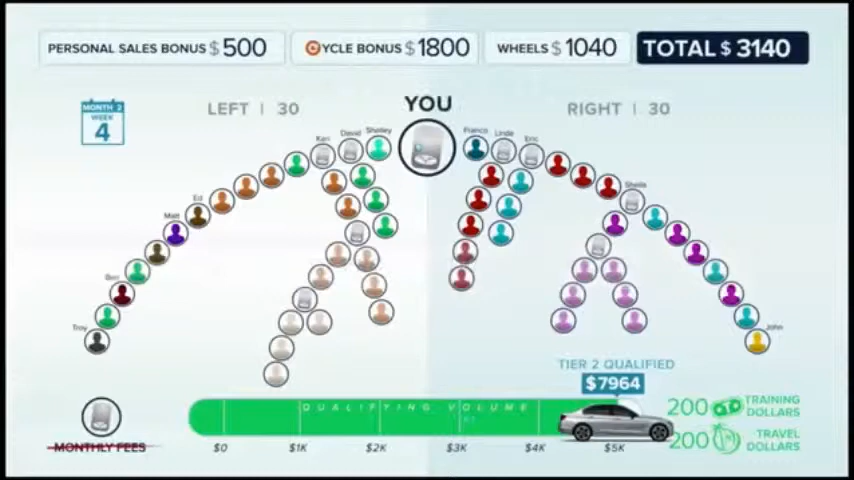 PERSONAL SALES BONUS $ 500
CYCLE BONUS $ 1800
WHEELS $ 1040
TOTAL $ 3140
MONTH 2
WEEK
4
LEFT | 30
YOU
RIGHT | 30
Ken
David
Shelley
Franco
Linda
Eric
Sheila
Ed
Matt
Ben
Troy
John
TIER 2 QUALIFIED
$7964
QUALIFYING VOLUME
200 TRAINING DOLLARS
200 TRAVEL DOLLARS
MONTHLY FEES
$0 $1K $2K $3K $4K $5K